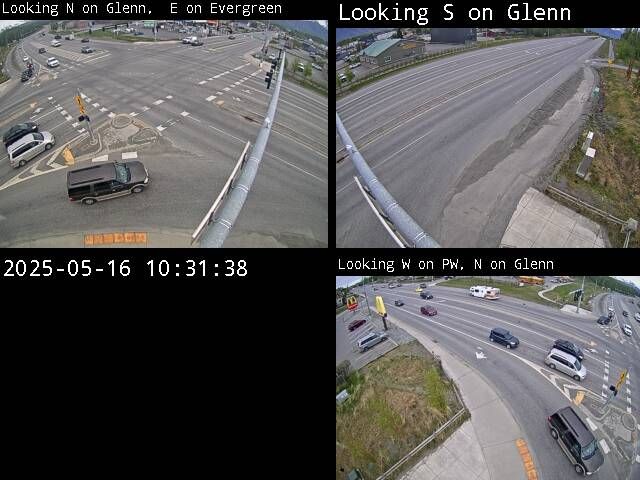 Looking N on Glenn,  E on Evergreen
Looking S on Glenn
2025-05-16 10:31:38
Looking W on PW, N on Glenn